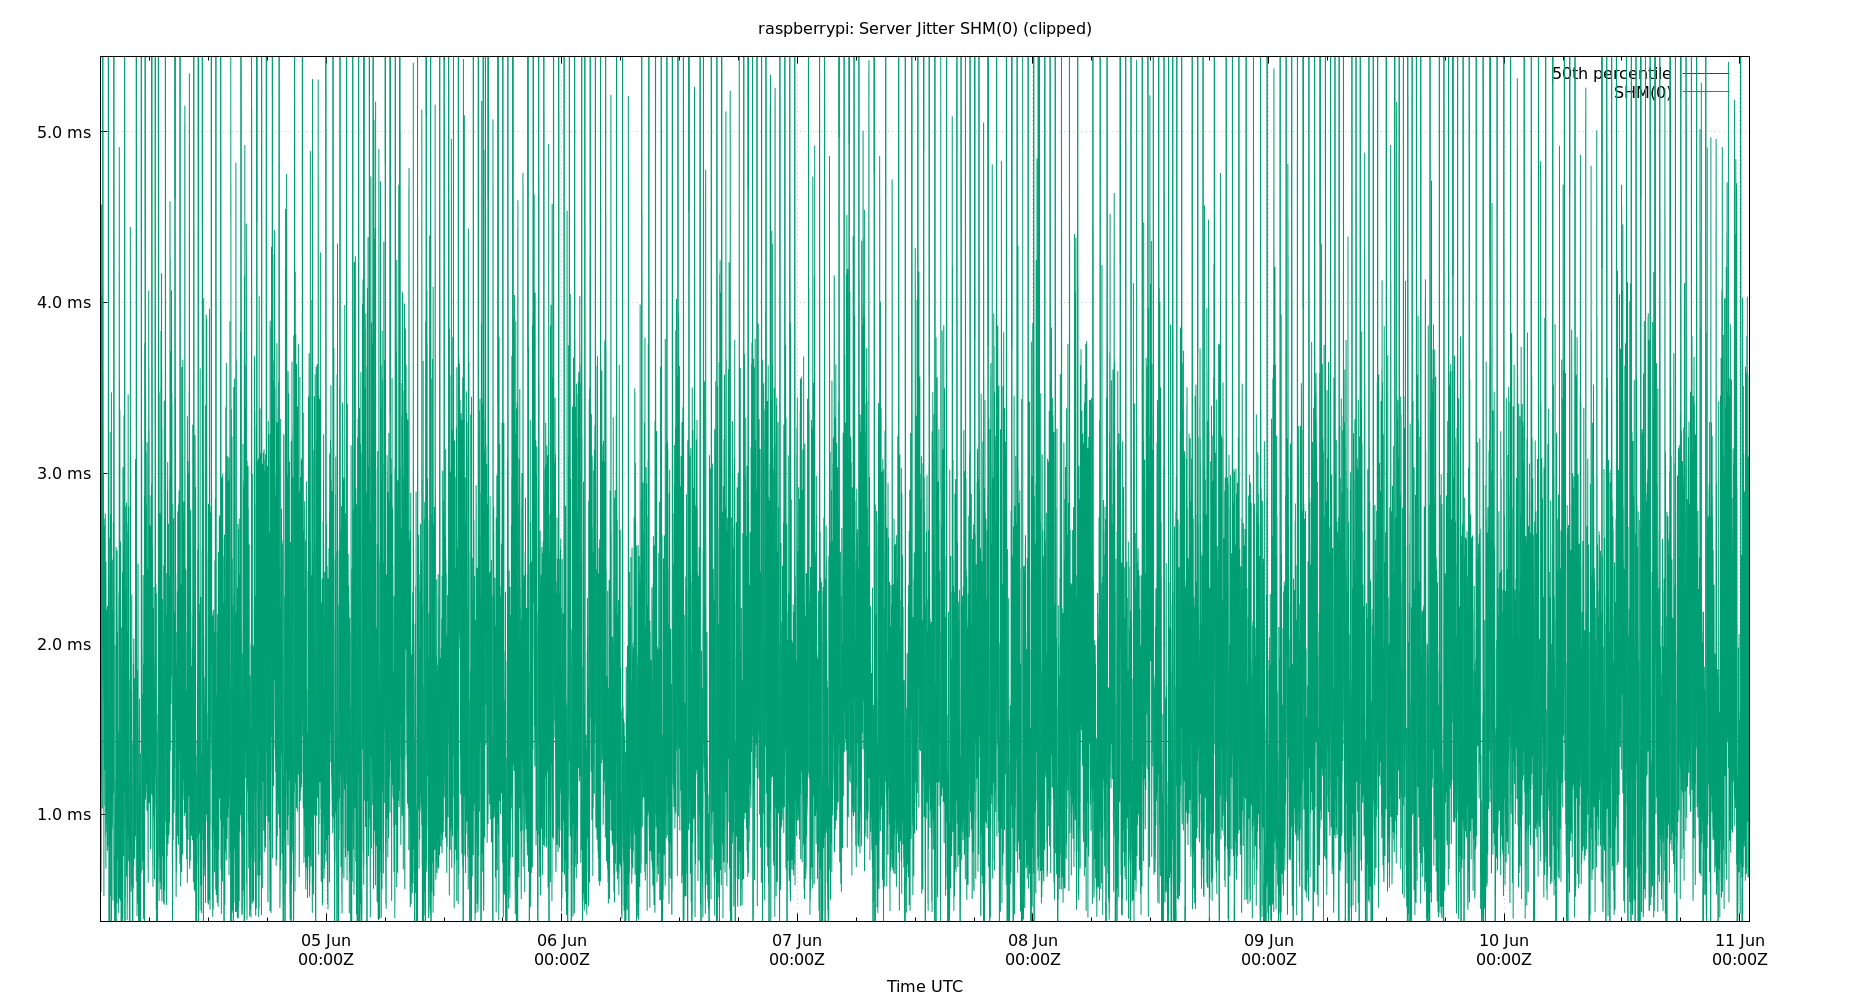 raspberrypi: Server Jitter SHM(0) (clipped)
50th percentile
SHM(0)
5.0 ms
4.0 ms
3.0 ms
2.0 ms
1.0 ms
05 Jun 06 Jun 07 Jun 08 Jun 09 Jun 10 Jun 11 Jun
00:00Z 00:00Z 00:00Z 00:00Z 00:00Z 00:00Z 00:00Z
Time UTC